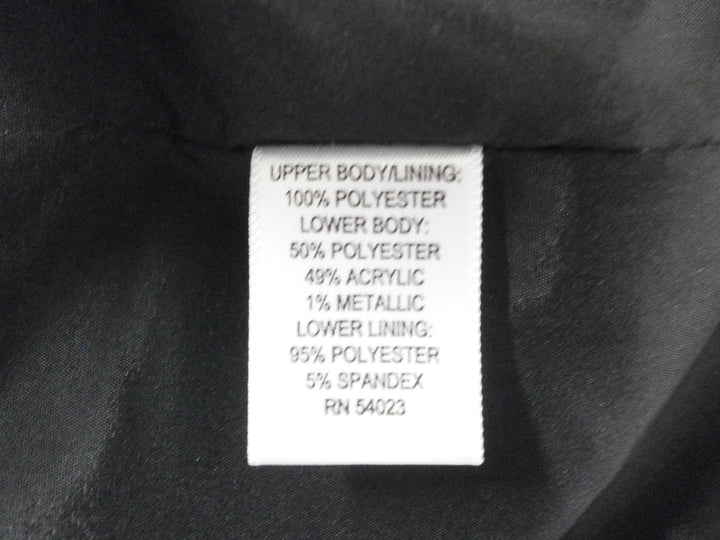 UPPER BODY/LINING:
100% POLYESTER
LOWER BODY:
50% POLYESTER
49% ACRYLIC
1% METALLIC
LOWER LINING:
95% POLYESTER
5% SPANDEX
RN 54023